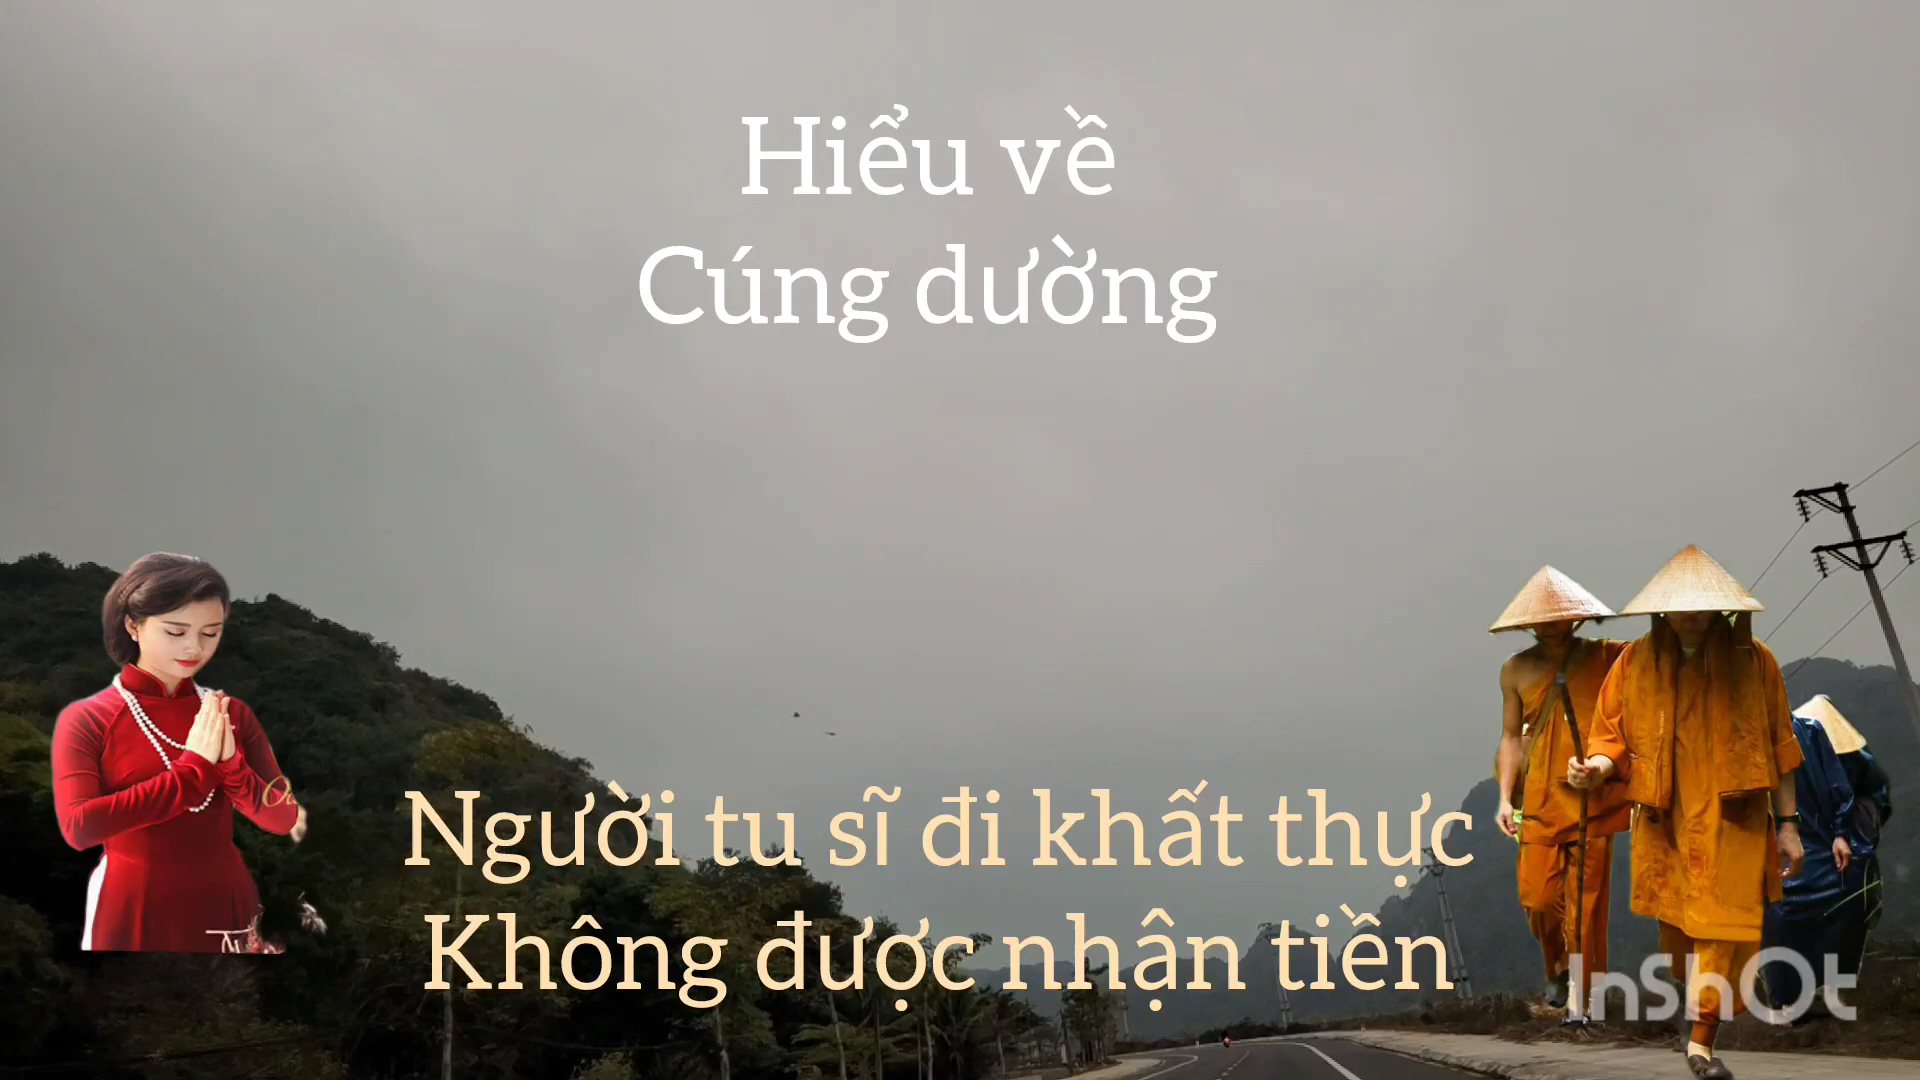 Hiểu về
Cúng dường
Người tu sĩ đi khất thực
Không được nhận tiền
InShOt